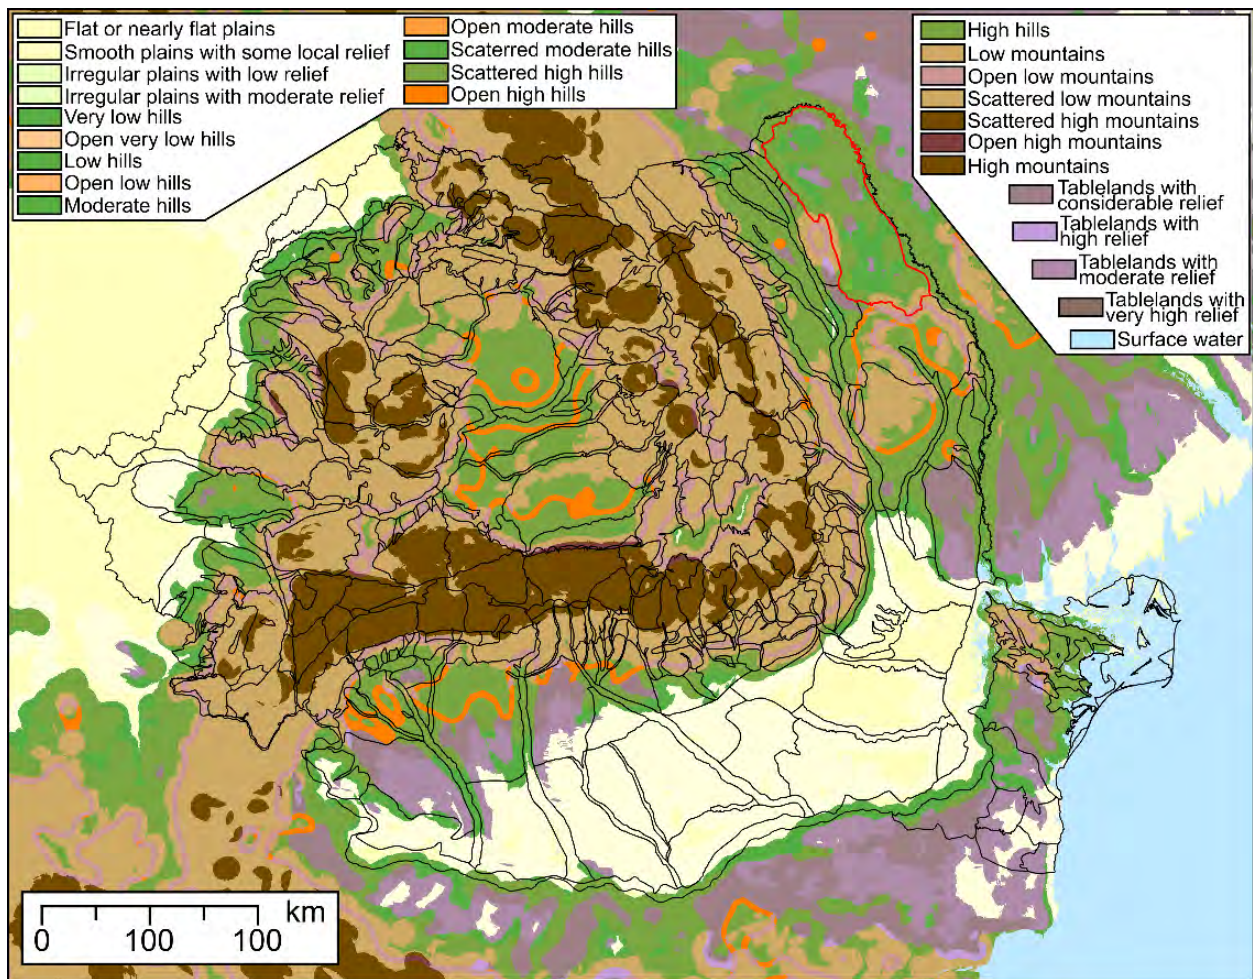 Flat or nearly flat plains
Smooth plains with some local relief
Irregular plains with low relief
Irregular plains with moderate relief
Very low hills
Open very low hills
Low hills
Open low hills
Moderate hills
Open moderate hills
Scaterred moderate hills
Scattered high hills
Open high hills
High hills
Low mountains
Open low mountains
Scattered low mountains
Scattered high mountains
Open high mountains
High mountains
Tablelands with
considerable relief
Tablelands with
high relief
Tablelands with
moderate relief
Tablelands with
very high relief
Surface water
km
0 100 100